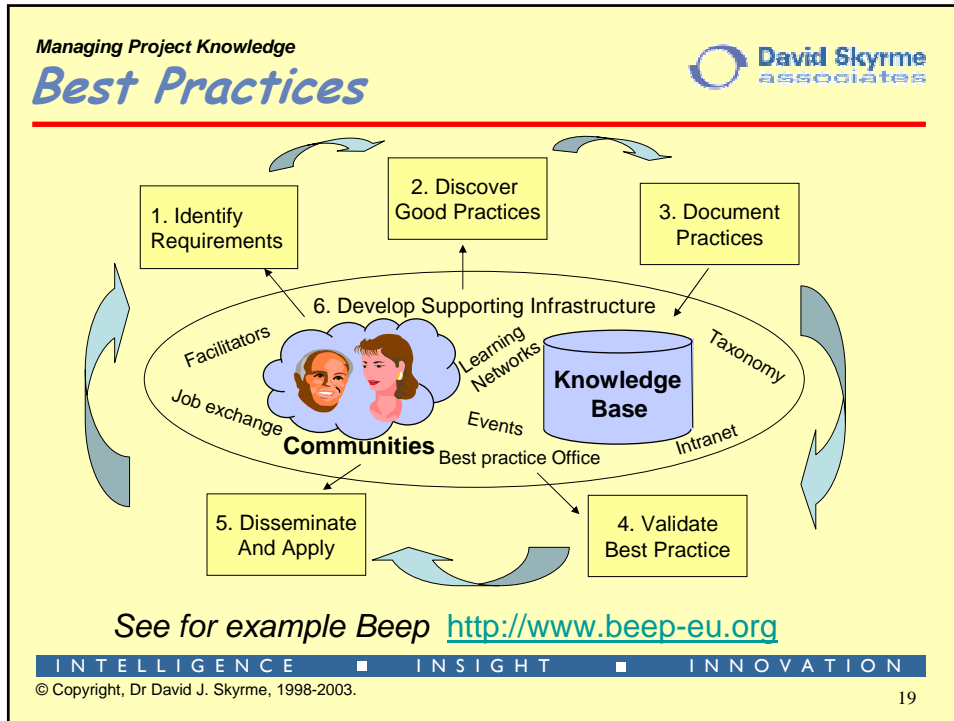 Managing Project Knowledge
Best Practices
David Skyrme
associates
1. Identify
Requirements
2. Discover
Good Practices
3. Document
Practices
6. Develop Supporting Infrastructure
Facilitators
Job exchange
Communities
Learning
Networks
Events
Best practice Office
Knowledge
Base
Taxonomy
Intranet
5. Disseminate
And Apply
4. Validate
Best Practice
See for example Beep http://www.beep-eu.org
INTELLIGENCE ■ INSIGHT ■ INNOVATION
© Copyright, Dr David J. Skyrme, 1998-2003.
19